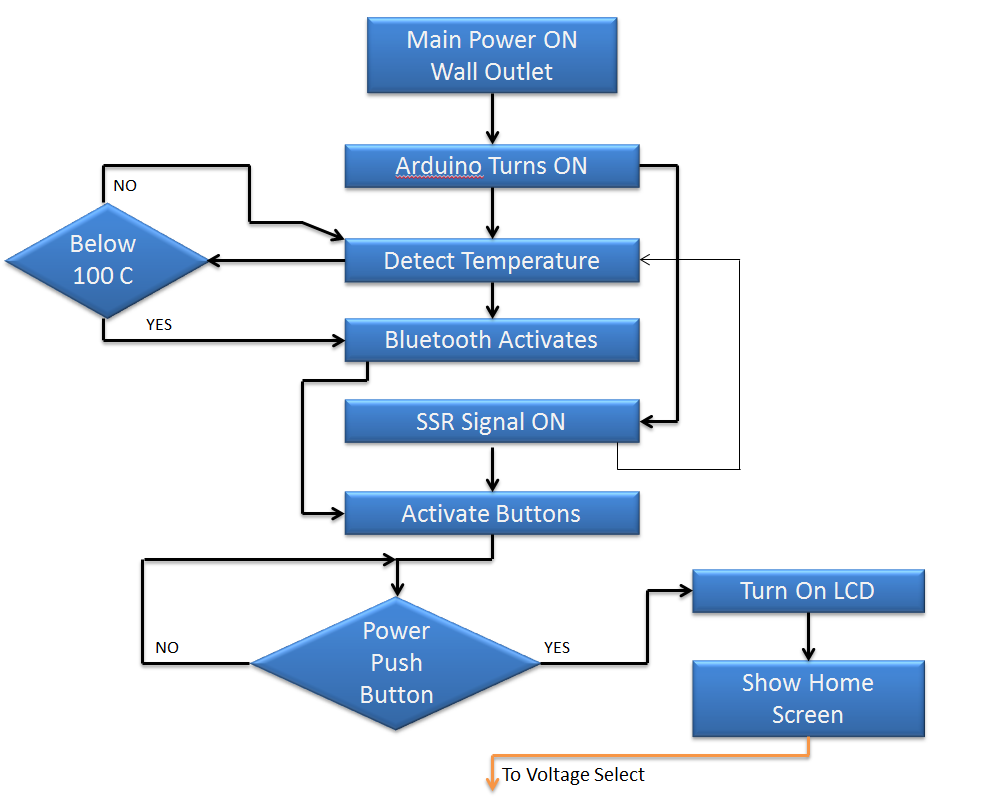 Main Power ON
Wall Outlet
Arduino Turns ON
NO
Below
100 C
Detect Temperature
YES
Bluetooth Activates
SSR Signal ON
Activate Buttons
Turn On LCD
Power
Push
Button
NO
YES
Show Home
Screen
To Voltage Select